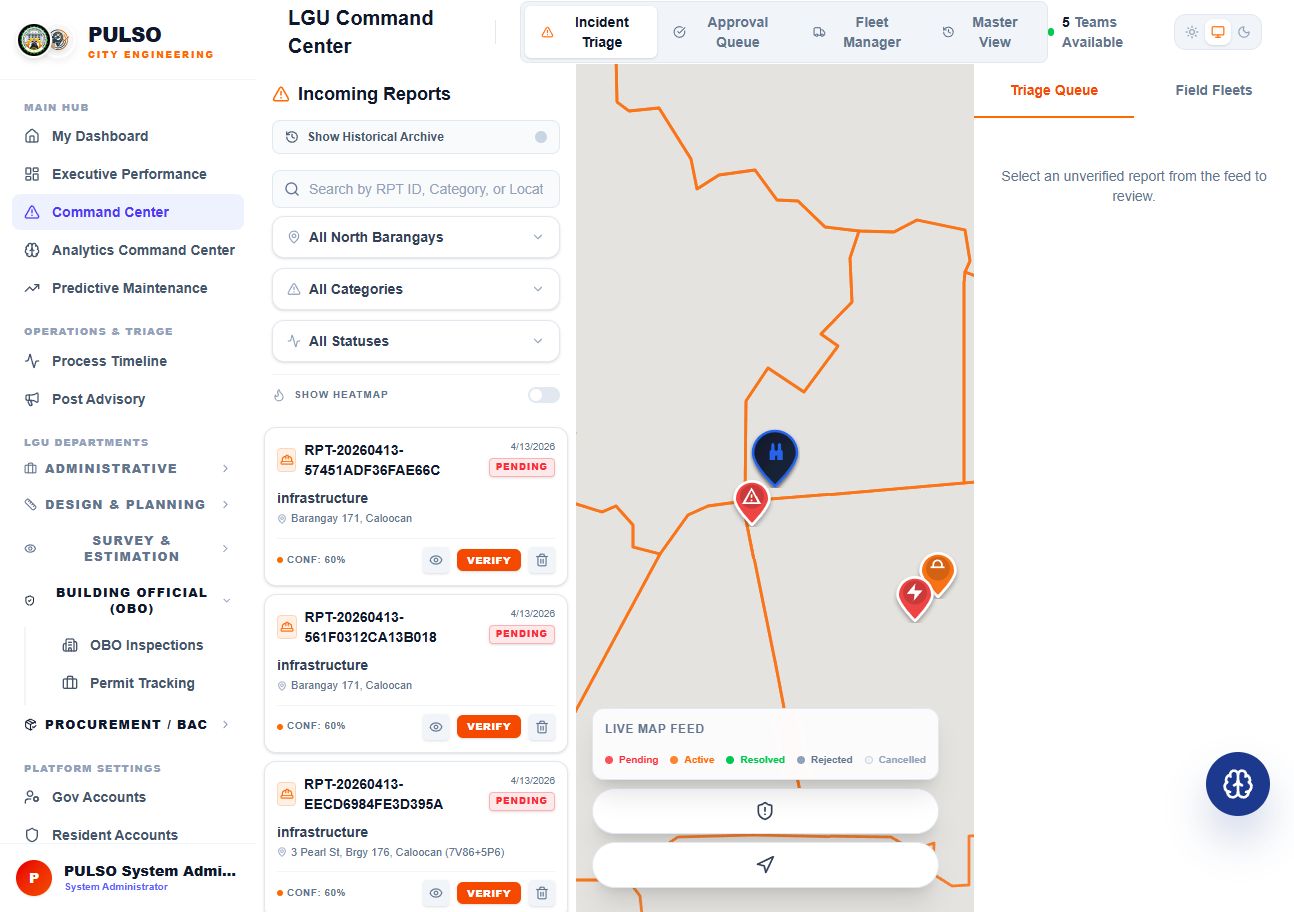 PULSO
CITY ENGINEERING
MAIN HUB
My Dashboard
Executive Performance
Command Center
Analytics Command Center
Predictive Maintenance
OPERATIONS & TRIAGE
Process Timeline
Post Advisory
LGU DEPARTMENTS
ADMINISTRATIVE
DESIGN & PLANNING
SURVEY &
ESTIMATION
BUILDING OFFICIAL
(OBO)
OBO Inspections
Permit Tracking
PROCUREMENT / BAC
PLATFORM SETTINGS
Gov Accounts
Resident Accounts
P
PULSO System Admi...
System Administrator
LGU Command
Center
Incident
Triage
Approval
Queue
Fleet
Manager
Master
View
5 Teams
Available
Incoming Reports
Show Historical Archive
Search by RPT ID, Category, or Locat
All North Barangays
All Categories
All Statuses
SHOW HEATMAP
RPT-20260413-
57451ADF36FAE66C
4/13/2026
PENDING
infrastructure
Barangay 171, Caloocan
CONF: 60%
VERIFY
RPT-20260413-
561F0312CA13B018
4/13/2026
PENDING
infrastructure
Barangay 171, Caloocan
CONF: 60%
VERIFY
RPT-20260413-
EECD6984FE3D395A
4/13/2026
PENDING
infrastructure
3 Pearl St, Brgy 176, Caloocan (7V86+5P6)
CONF: 60%
VERIFY
LIVE MAP FEED
Pending
Active
Resolved
Rejected
Cancelled
Triage Queue
Field Fleets
Select an unverified report from the feed to
review.